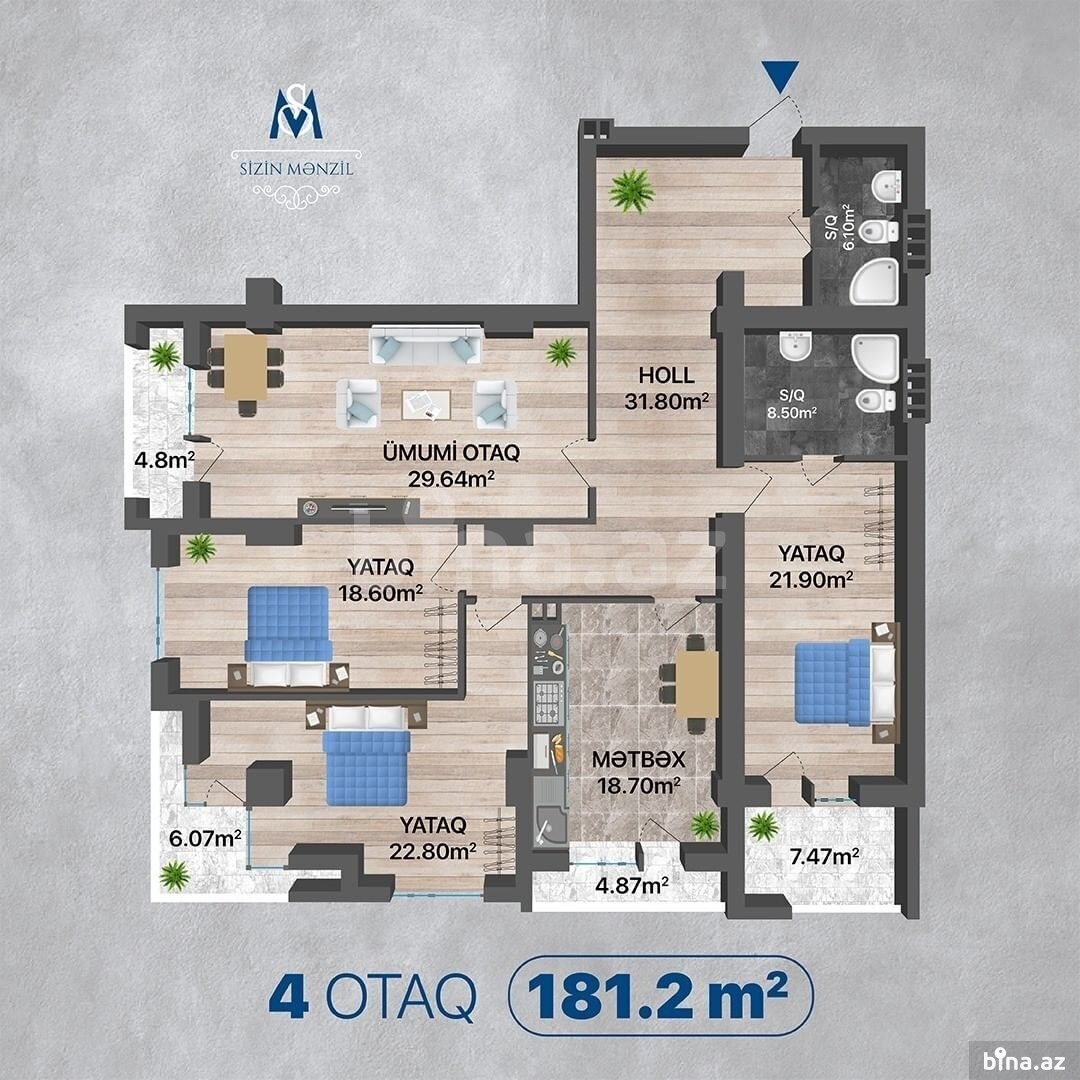 MS
SİZİN MƏNZİL
S/Q
6.10m²
HOLL
31.80m²
S/Q
8.50m²
4.8m²
ÜMUMİ OTAQ
29.64m²
bina.az
YATAQ
18.60m²
YATAQ
21.90m²
MƏTBƏX
18.70m²
YATAQ
22.80m²
6.07m²
4.87m²
7.47m²
4 OTAQ
181.2 m²
bina.az